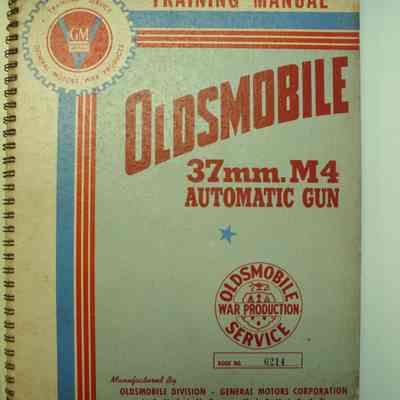 TRAINING MANUAL
TRAINING SERVICE
GM
GENERAL MOTORS WAR PRODUCTS
OLDSMOBILE
37mm. M4
AUTOMATIC GUN
OLDSMOBILE
WAR PRODUCTION
SERVICE
BOOK NO. 6214
Manufactured By
OLDSMOBILE DIVISION - GENERAL MOTORS CORPORATION